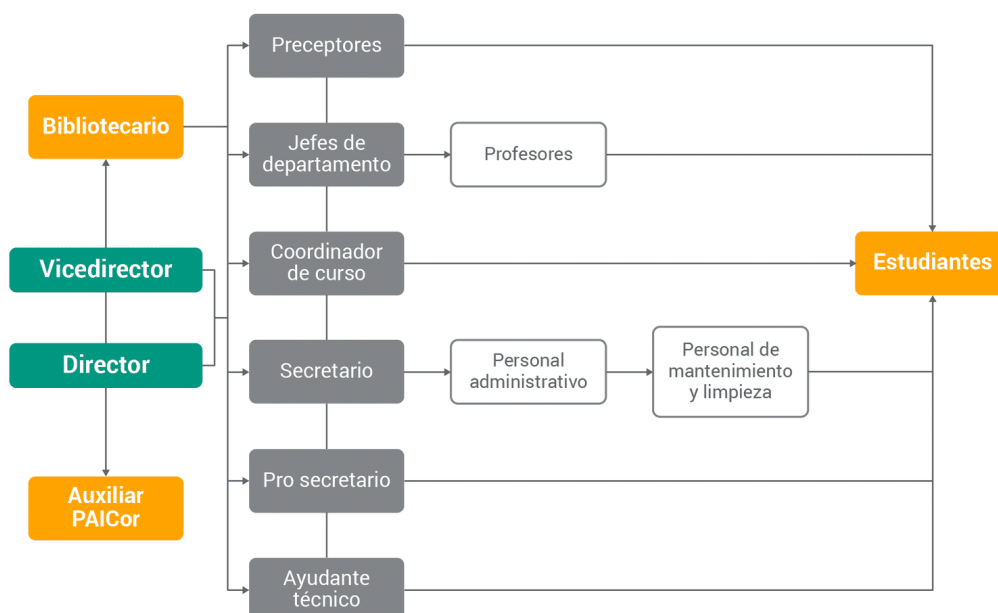 Preceptores
Bibliotecario
Jefes de
departamento
Profesores
Vicedirector
Coordinador
de curso
Estudiantes
Director
Secretario
Personal
administrativo
Personal de
mantenimiento
y limpieza
Auxiliar
PAICor
Pro secretario
Ayudante
técnico